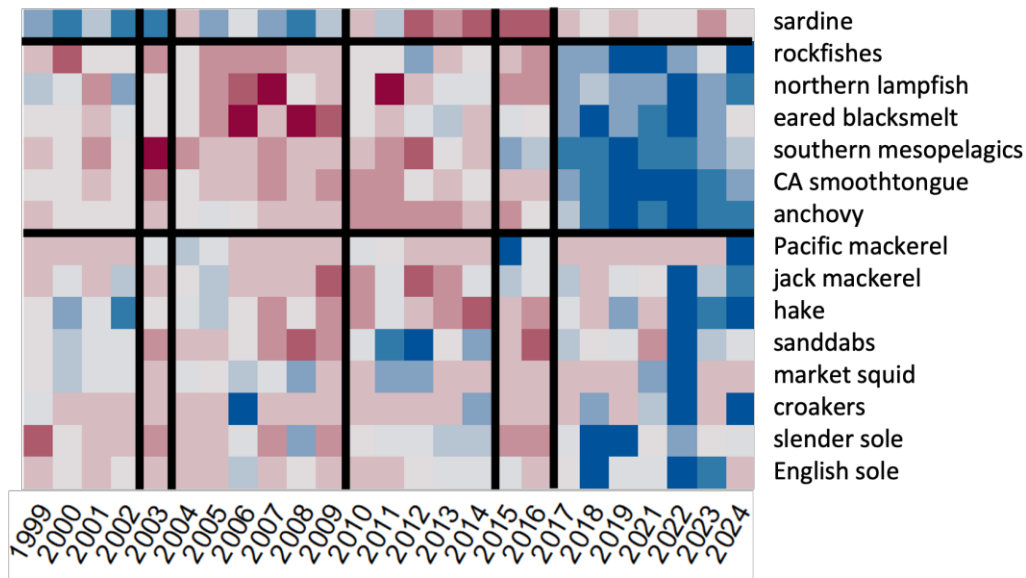 sardine
rockfishes
northern lampfish
eared blacksmelt
southern mesopelagics
CA smoothtongue
anchovy
Pacific mackerel
jack mackerel
hake
sanddabs
market squid
croakers
slender sole
English sole
1999 2000 2001 2002 2003 2004 2005 2006 2007 2008 2009 2010 2011 2012 2013 2014 2015 2016 2017 2018 2019 2021 2022 2023 2024